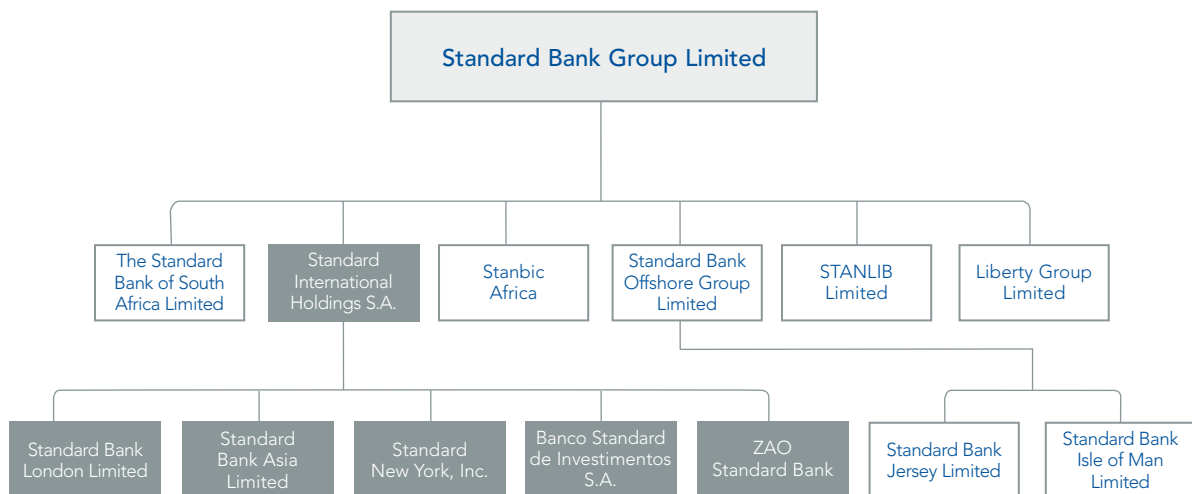 Standard Bank Group Limited
The Standard
Bank of South
Africa Limited
Standard
International
Holdings S.A.
Stanbic
Africa
Standard Bank
Offshore Group
Limited
STANLIB
Limited
Liberty Group
Limited
Standard Bank
London Limited
Standard
Bank Asia
Limited
Standard
New York, Inc.
Banco Standard
de Investimentos
S.A.
ZAO
Standard Bank
Standard Bank
Jersey Limited
Standard Bank
Isle of Man
Limited